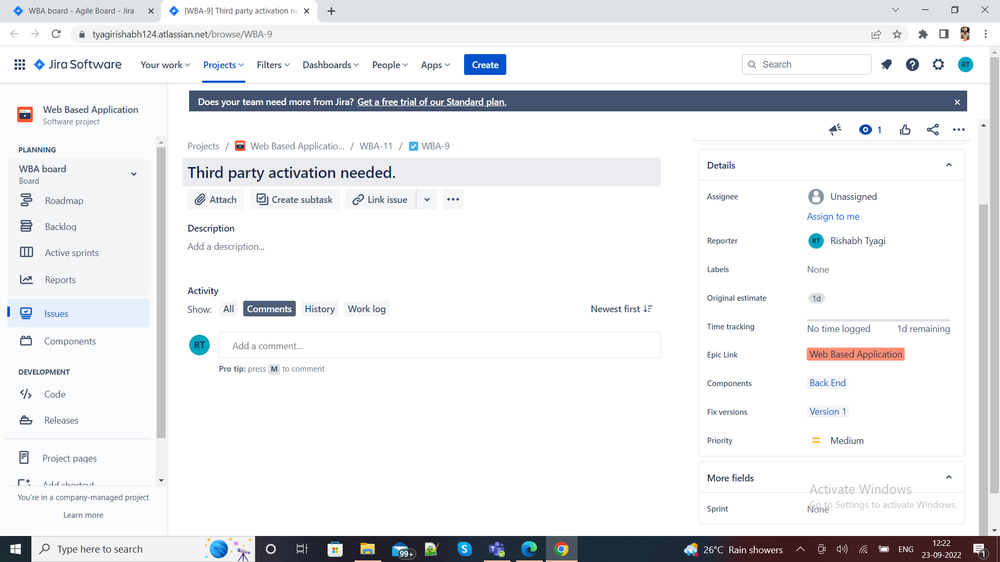 WBA board - Agile Board - Jira
[WBA-9] Third party activation ne
tyagirishabh124.atlassian.net/browse/WBA-9
Jira Software
Your work
Projects
Filters
Dashboards
People
Apps
Create
Search
RT
Does your team need more from Jira? Get a free trial of our Standard plan.
Web Based Application
Software project
PLANNING
WBA board
Board
Roadmap
Backlog
Active sprints
Reports
Issues
Components
DEVELOPMENT
Code
Releases
Project pages
Add shortcut
You're in a company-managed project
Learn more
1
Projects / Web Based Applicatio... / WBA-11 / WBA-9
Third party activation needed.
Attach
Create subtask
Link issue
Description
Add a description...
Activity
Show: All Comments History Work log
Newest first
RT
Add a comment...
Pro tip: press M to comment
Details
Assignee
Unassigned
Assign to me
Reporter
RT Rishabh Tyagi
Labels
None
Original estimate
1d
Time tracking
No time logged 1d remaining
Epic Link
Web Based Application
Components
Back End
Fix versions
Version 1
Priority
Medium
More fields
Sprint
None
Activate Windows
Go to Settings to activate Windows.
Type here to search
99+
26°C Rain showers
ENG
12:22
23-09-2022
1